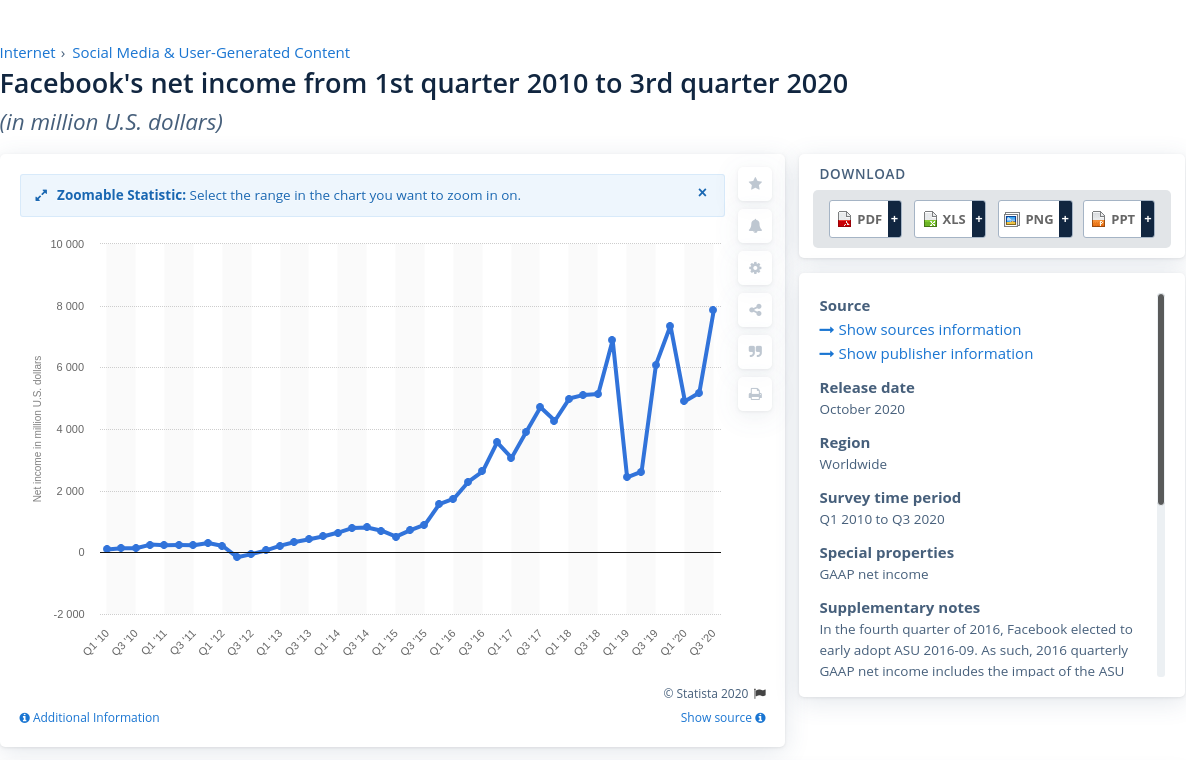 Internet › Social Media & User-Generated Content
Facebook's net income from 1st quarter 2010 to 3rd quarter 2020
(in million U.S. dollars)
Zoomable Statistic: Select the range in the chart you want to zoom in on. ×
Net income in million U.S. dollars
10 000
8 000
6 000
4 000
2 000
0
-2 000
Q1 '10
Q3 '10
Q1 '11
Q3 '11
Q1 '12
Q3 '12
Q1 '13
Q3 '13
Q1 '14
Q3 '14
Q1 '15
Q3 '15
Q1 '16
Q3 '16
Q1 '17
Q3 '17
Q1 '18
Q3 '18
Q1 '19
Q3 '19
Q1 '20
Q3 '20
© Statista 2020
Additional Information
Show source
DOWNLOAD
PDF + XLS + PNG + PPT +
Source
Show sources information
Show publisher information
Release date
October 2020
Region
Worldwide
Survey time period
Q1 2010 to Q3 2020
Special properties
GAAP net income
Supplementary notes
In the fourth quarter of 2016, Facebook elected to
early adopt ASU 2016-09. As such, 2016 quarterly
GAAP net income includes the impact of the ASU